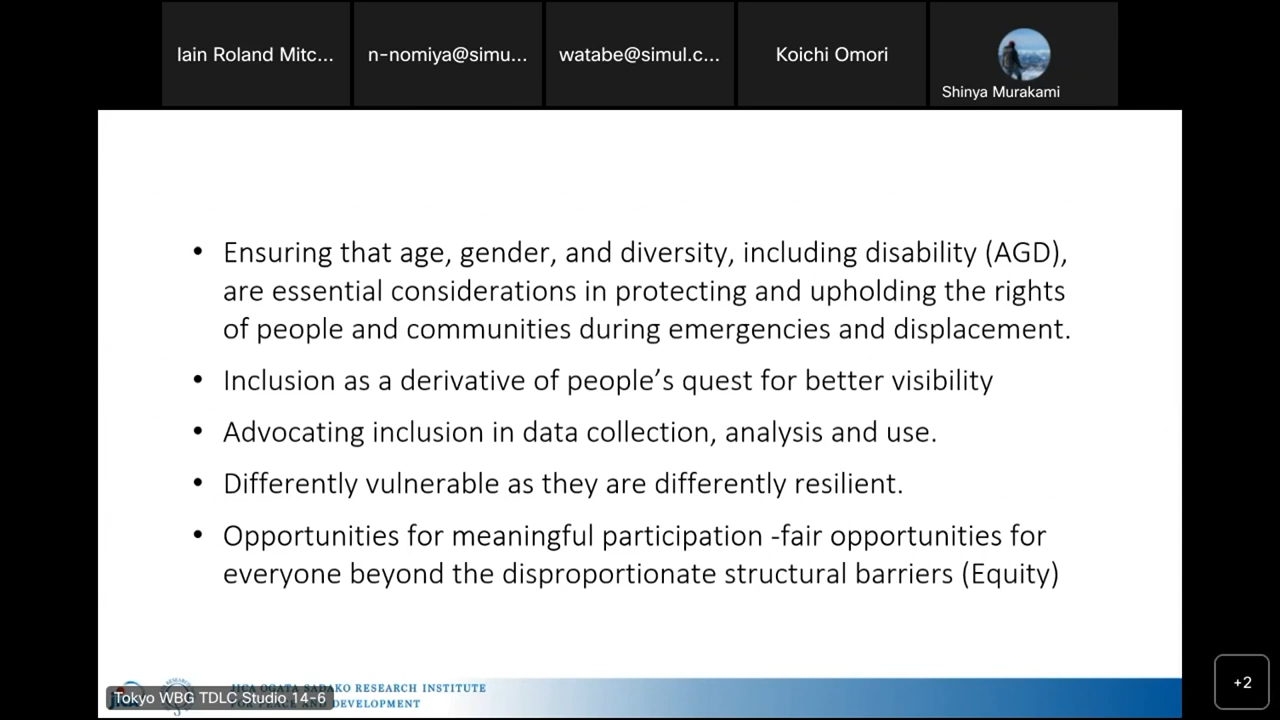 Iain Roland Mitc...
n-nomiya@simu...
watabe@simul.c...
Koichi Omori
Shinya Murakami
• Ensuring that age, gender, and diversity, including disability (AGD),
are essential considerations in protecting and upholding the rights
of people and communities during emergencies and displacement.
• Inclusion as a derivative of people’s quest for better visibility
• Advocating inclusion in data collection, analysis and use.
• Differently vulnerable as they are differently resilient.
• Opportunities for meaningful participation -fair opportunities for
everyone beyond the disproportionate structural barriers (Equity)
JICA OGATA SADAKO RESEARCH INSTITUTE
FOR PEACE AND DEVELOPMENT
Tokyo WBG TDLC Studio 14-6
+2